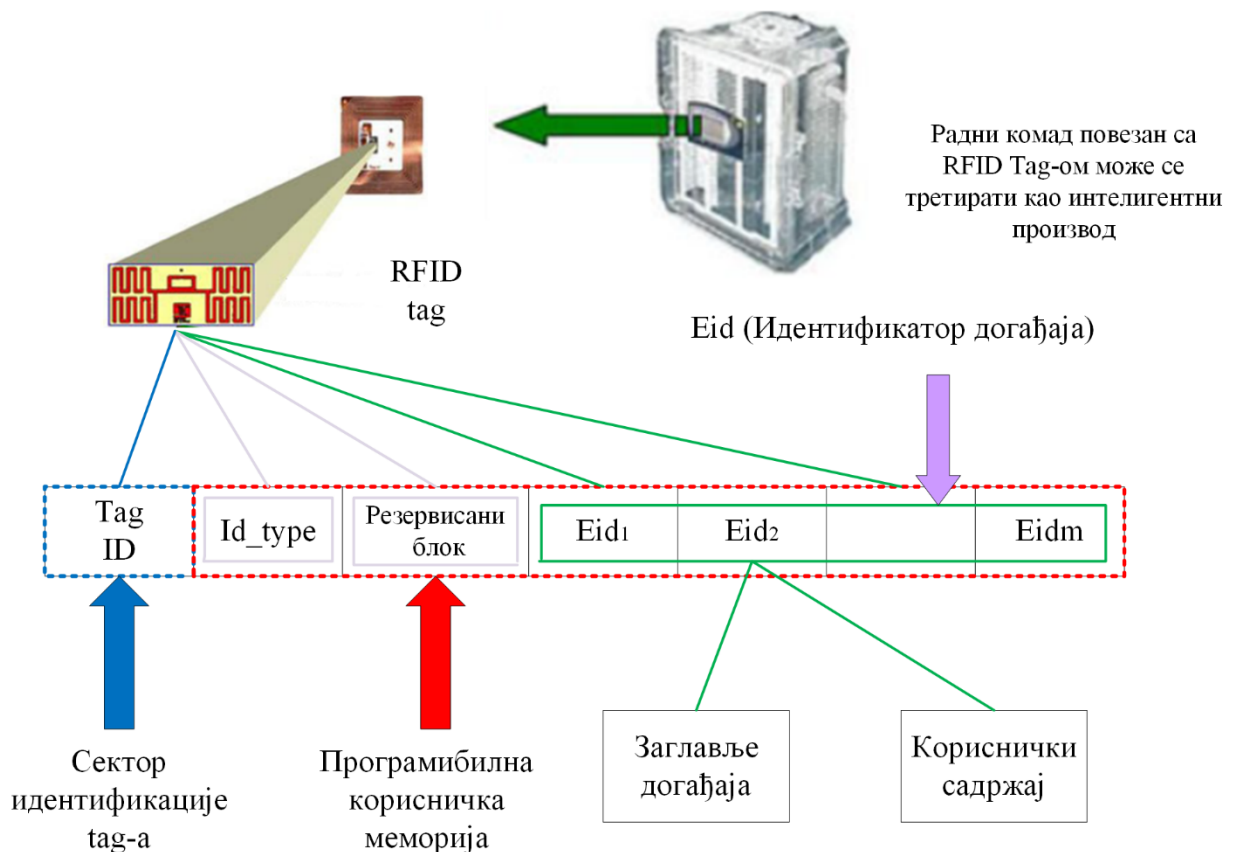 Радни комад повезан са
RFID Tag-ом може се
третирати као интелигентни
производ
RFID
tag
Eid (Идентификатор догађаја)
Tag
ID
Id_type
Резервисани
блок
Eid1
Eid2
Eidm
Сектор
идентификације
tag-a
Програмибилна
корисничка
меморија
Заглавље
догађаја
Кориснички
садржај